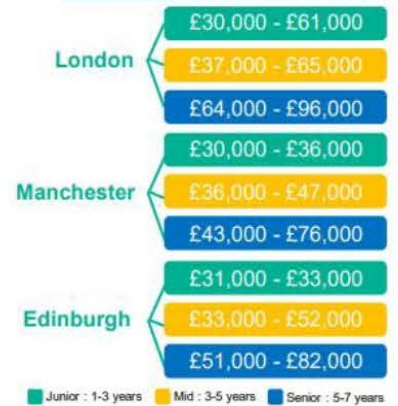 £30,000 - £61,000
London
£37,000 - £65,000
£64,000 - £96,000
£30,000 - £36,000
Manchester
£36,000 - £47,000
£43,000 - £76,000
£31,000 - £33,000
Edinburgh
£33,000 - £52,000
£51,000 - £82,000
Junior : 1-3 years Mid : 3-5 years Senior : 5-7 years